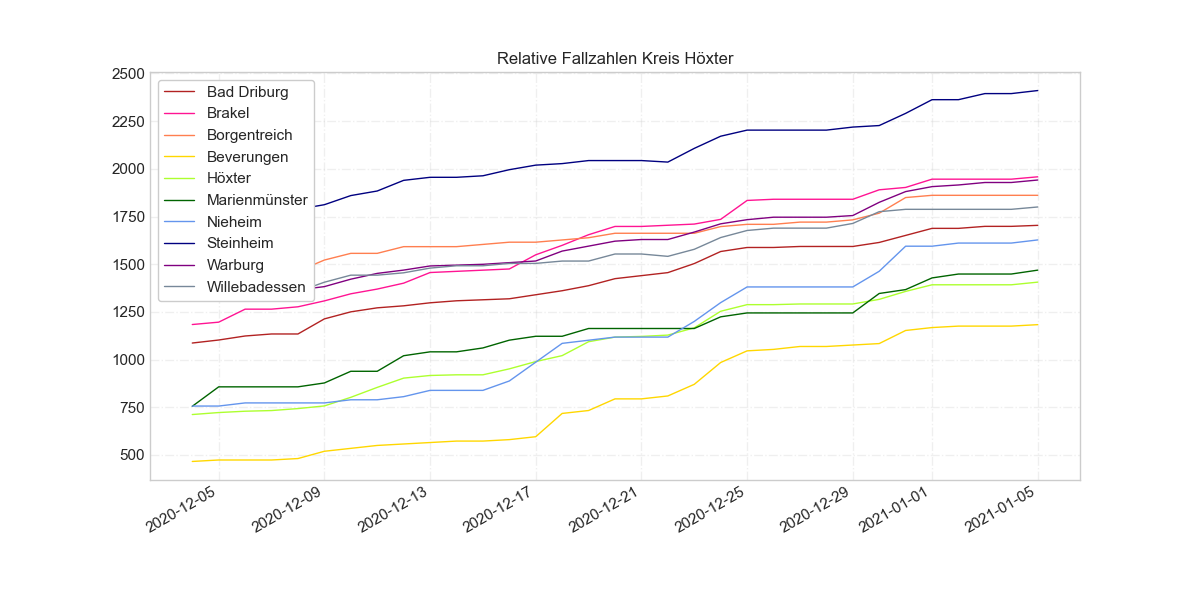 Relative Fallzahlen Kreis Höxter
2500
2250
2000
1750
1500
1250
1000
750
500
Bad Driburg
Brakel
Borgentreich
Beverungen
Höxter
Marienmünster
Nieheim
Steinheim
Warburg
Willebadessen
2020-12-05
2020-12-09
2020-12-13
2020-12-17
2020-12-21
2020-12-25
2020-12-29
2021-01-01
2021-01-05